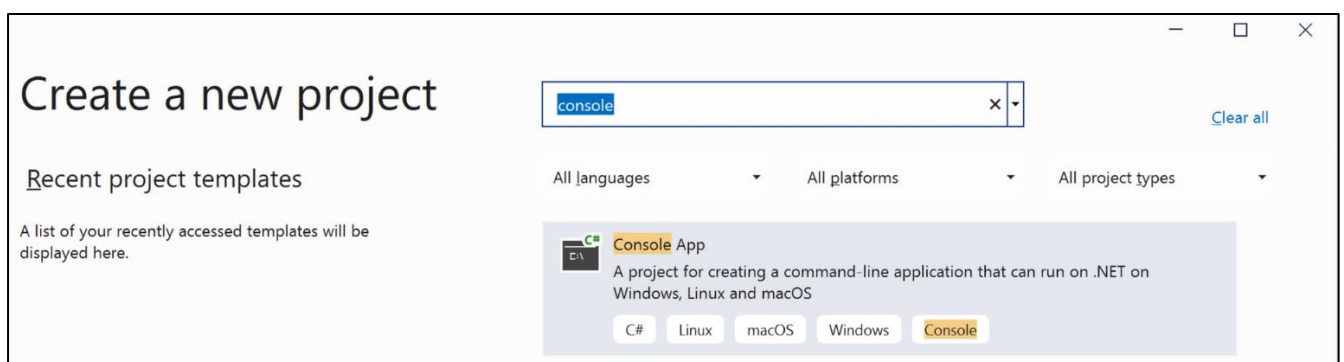 Create a new project
console
Clear all
Recent project templates
All languages
All platforms
All project types
A list of your recently accessed templates will be
displayed here.
C#
Console App
A project for creating a command-line application that can run on .NET on
Windows, Linux and macOS
C# Linux macOS Windows Console